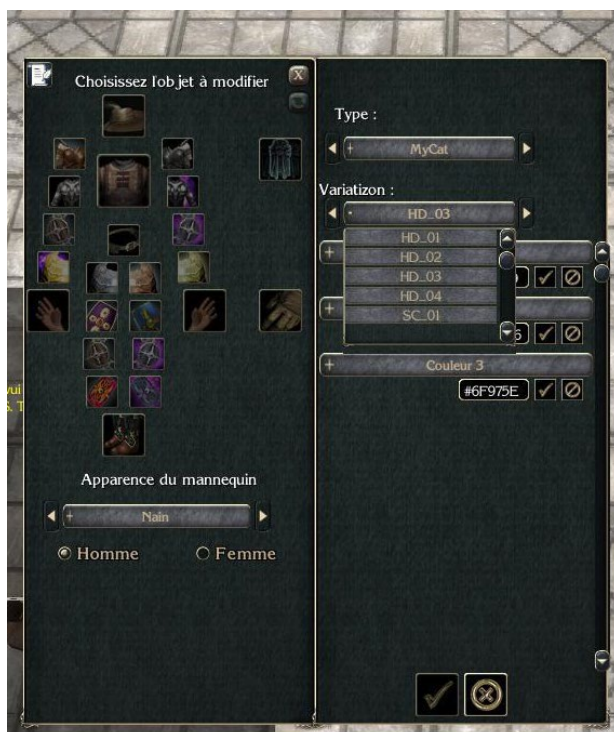 Choisissez l'objet à modifier
X
Type :
MyCat
Variatizon :
HD_03
HD_01
HD_02
HD_03
HD_04
SC_01
Couleur 3
#6F975E
Apparence du mannequin
Nain
Homme
Femme